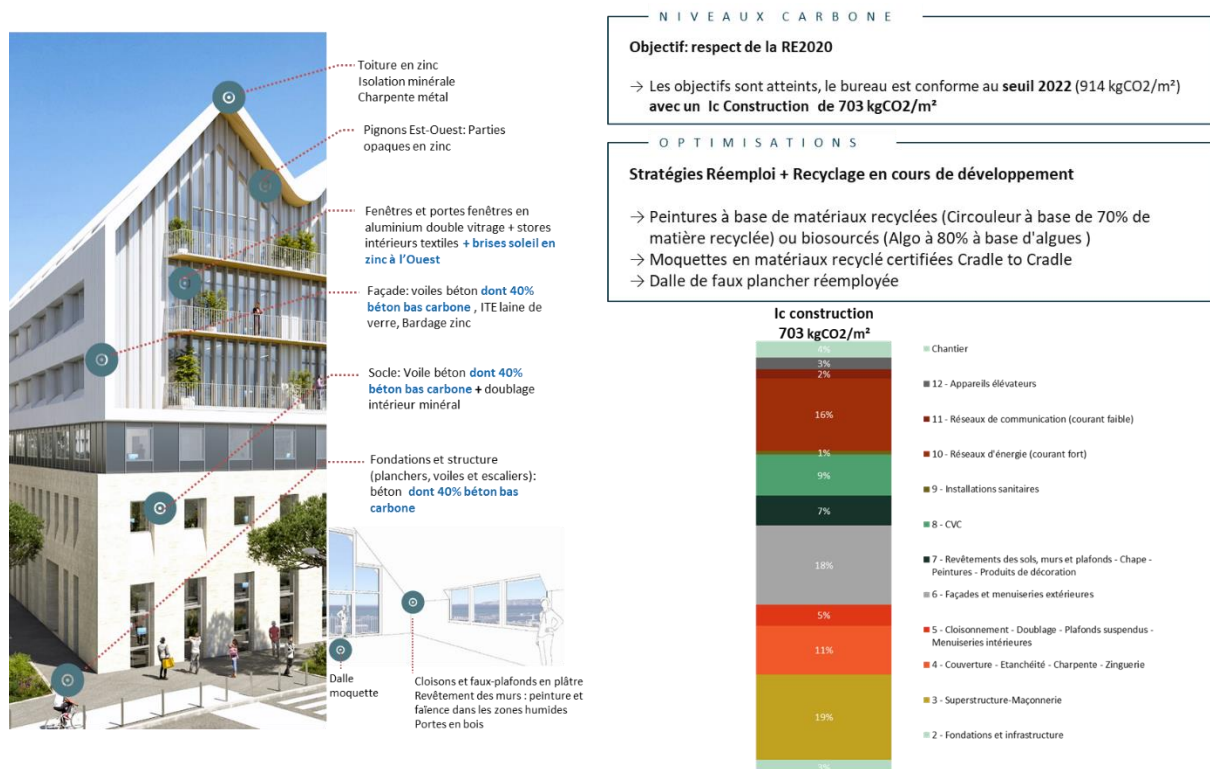 Toiture en zinc
Isolation minérale
Charpente métal
Pignons Est-Ouest: Parties
opaques en zinc
Fenêtres et portes fenêtres en
aluminium double vitrage + stores
intérieurs textiles + brises soleil en
zinc à l'Ouest
Façade: voiles béton dont 40%
béton bas carbone , ITE laine de
verre, Bardage zinc
Socle: Voile béton dont 40%
béton bas carbone + doublage
intérieur minéral
Fondations et structure
(planchers, voiles et escaliers):
béton dont 40% béton bas
carbone
Dalle
moquette
Cloisons et faux-plafonds en plâtre
Revêtement des murs : peinture et
faïence dans les zones humides
Portes en bois
NIVEAUX CARBONE
Objectif: respect de la RE2020
→ Les objectifs sont atteints, le bureau est conforme au seuil 2022 (914 kgCO2/m²)
avec un Ic Construction de 703 kgCO2/m²
OPTIMISATIONS
Stratégies Réemploi + Recyclage en cours de développement
→ Peintures à base de matériaux recyclées (Circouleur à base de 70% de
matière recyclée) ou biosourcés (Algo à 80% à base d'algues )
→ Moquettes en matériaux recyclé certifiées Cradle to Cradle
→ Dalle de faux plancher réemployée
Ic construction
703 kgCO2/m²
4%
3%
2%
16%
1%
9%
7%
18%
5%
11%
19%
3%
Chantier
12 - Appareils élévateurs
11 - Réseaux de communication (courant faible)
10 - Réseaux d'énergie (courant fort)
9 - Installations sanitaires
8 - CVC
7 - Revêtements des sols, murs et plafonds - Chape -
Peintures - Produits de décoration
6 - Façades et menuiseries extérieures
5 - Cloisonnement - Doublage - Plafonds suspendus -
Menuiseries intérieures
4 - Couverture - Etanchéité - Charpente - Zinguerie
3 - Superstructure-Maçonnerie
2 - Fondations et infrastructure